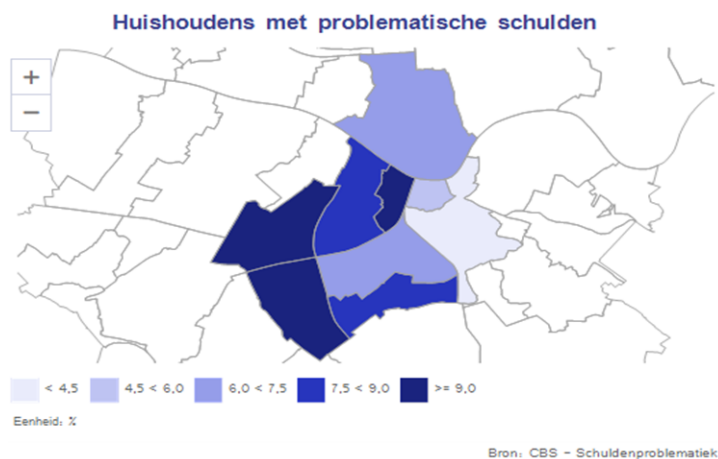 Huishoudens met problematische schulden
+
−
< 4,5 4,5 < 6,0 6,0 < 7,5 7,5 < 9,0 >= 9,0
Eenheid: %
Bron: CBS - Schuldenproblematiek